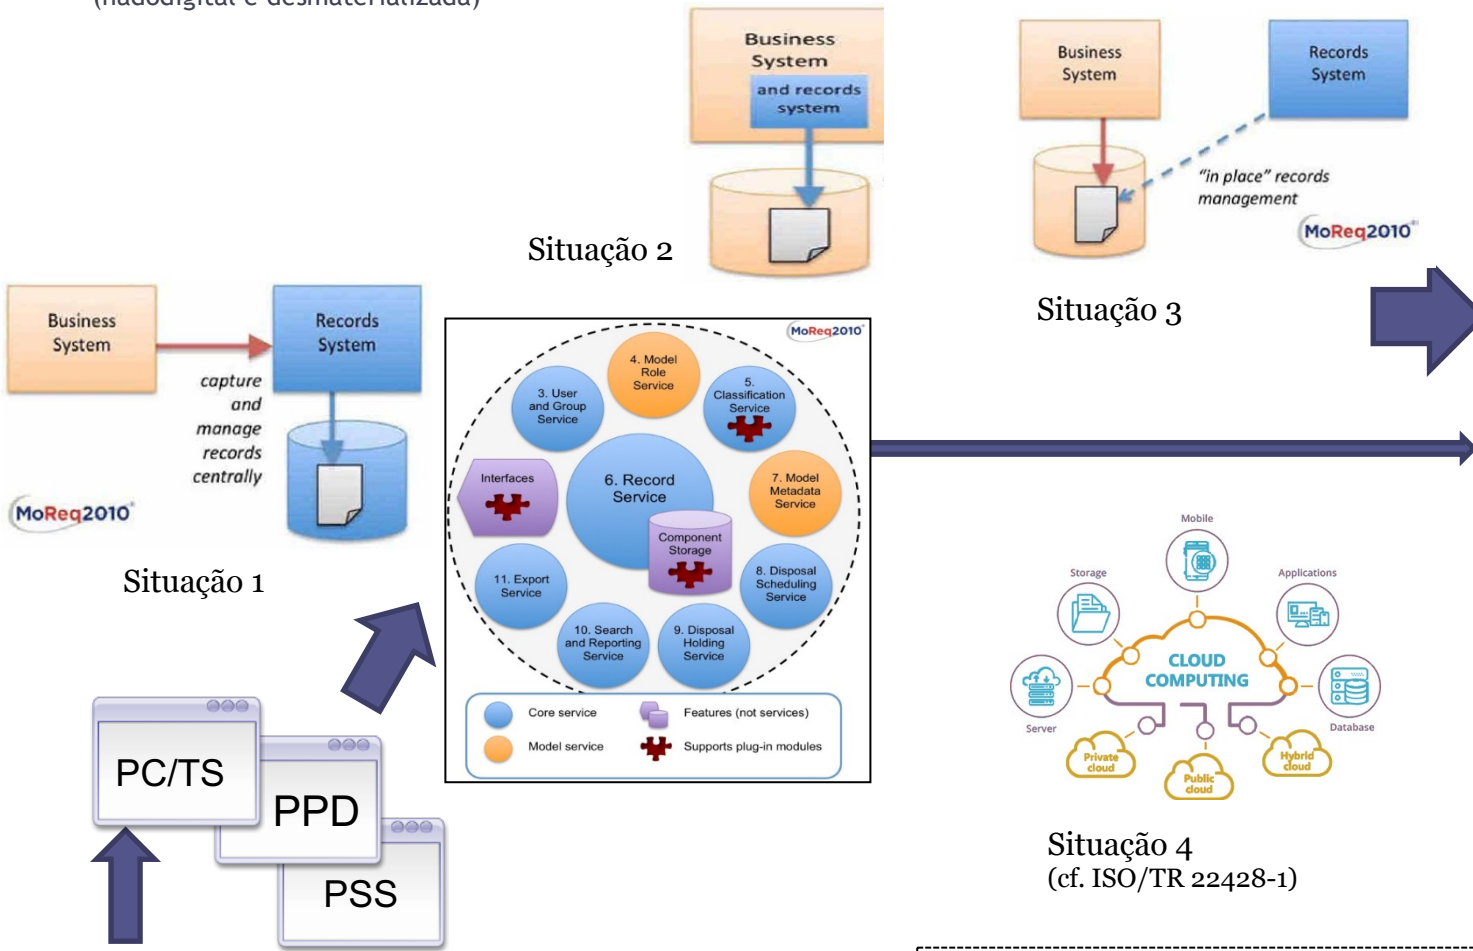 (nadodigital e desmaterializada)
Business
System
and records
system
Situação 2
Business
System
Records
System
"in place" records
management
MoReq2010
Situação 3
Business
System
Records
System
capture
and
manage
records
centrally
MoReq2010
Situação 1
MoReq2010
4. Model
Role
Service
3. User
and Group
Service
5.
Classification
Service
Interfaces
6. Record
Service
7. Model
Metadata
Service
Component
Storage
11. Export
Service
8. Disposal
Scheduling
Service
10. Search
and Reporting
Service
9. Disposal
Holding
Service
Core service
Features (not services)
Model service
Supports plug-in modules
Mobile
Storage
Applications
CLOUD
COMPUTING
Server
Database
Private
cloud
Public
cloud
Hybrid
cloud
Situação 4
(cf. ISO/TR 22428-1)
PC/TS
PPD
PSS